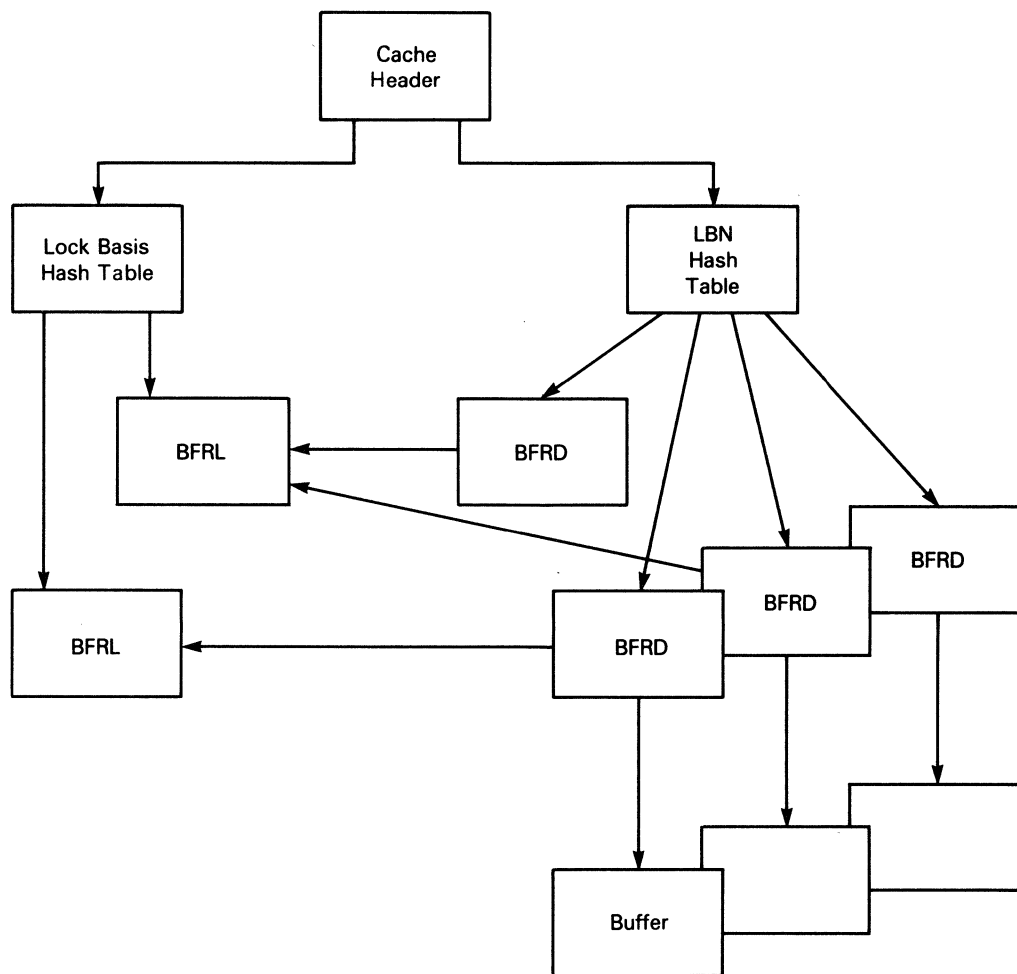 Cache
Header
Lock Basis
Hash Table
LBN
Hash
Table
BFRL
BFRD
BFRD
BFRD
BFRL
BFRD
Buffer